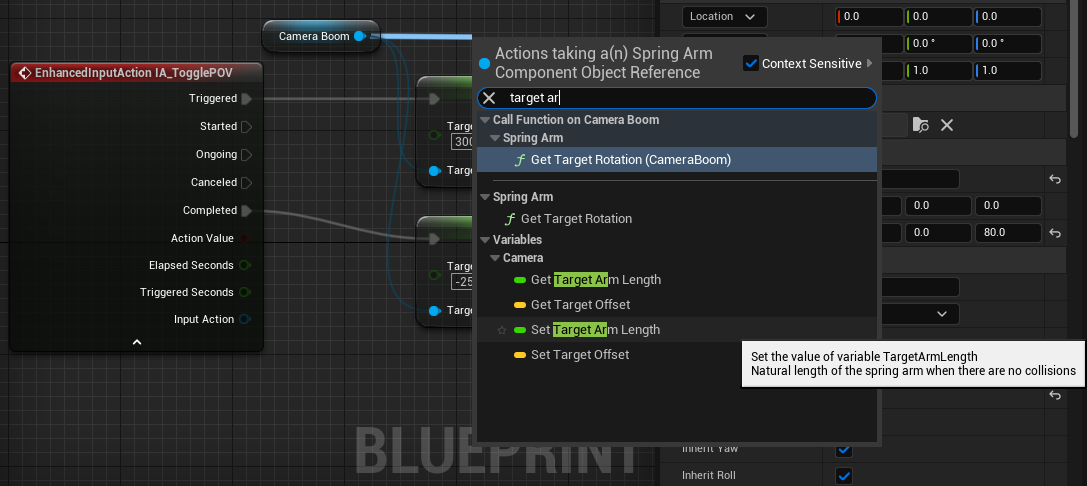 Camera Boom
EnhancedInputAction IA_TogglePOV
Triggered
Started
Ongoing
Canceled
Completed
Action Value
Elapsed Seconds
Triggered Seconds
Input Action
Targe
300
Targe
Targe
-25
Targe
Actions taking a(n) Spring Arm
Component Object Reference
Context Sensitive
target ar
Call Function on Camera Boom
Spring Arm
f Get Target Rotation (CameraBoom)
Spring Arm
f Get Target Rotation
Variables
Camera
Get Target Arm Length
Get Target Offset
Set Target Arm Length
Set Target Offset
Set the value of variable TargetArmLength
Natural length of the spring arm when there are no collisions
Location
0.0 0.0 0.0
0.0 ° 0.0 °
1.0 1.0
0.0 0.0
0.0 80.0
Inherit Yaw
Inherit Roll
BLUEPRINT